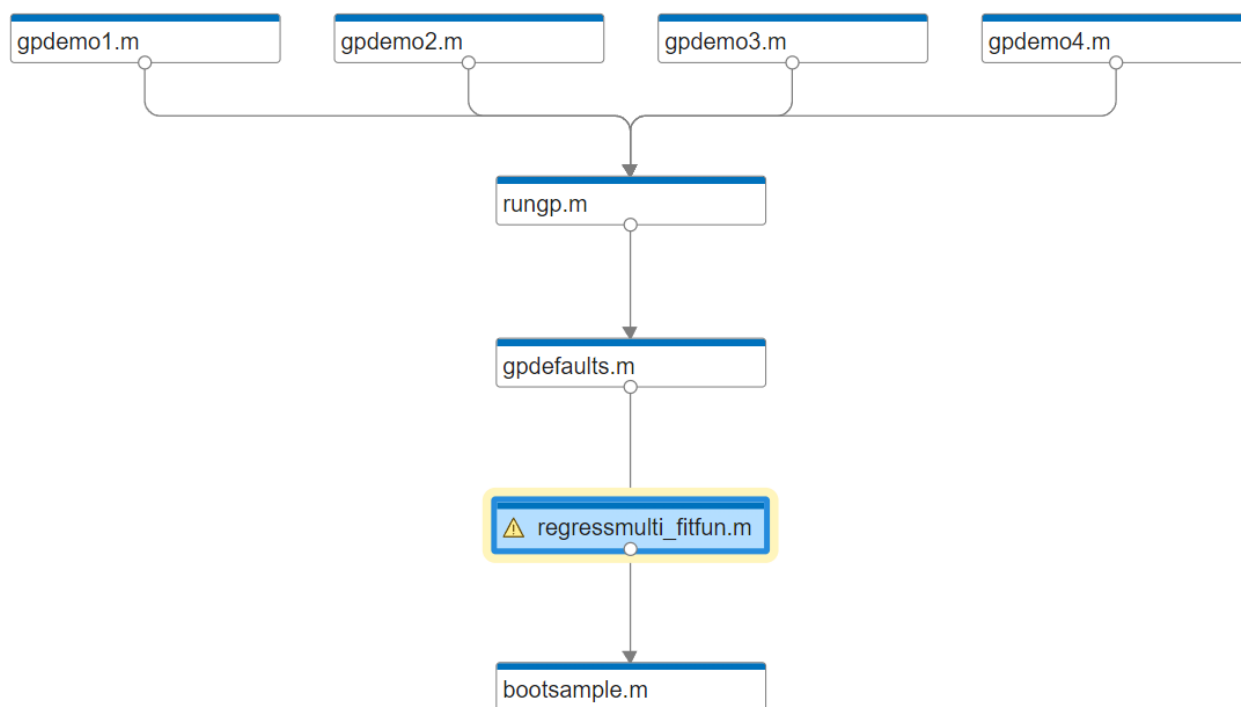 gpdemo1.m
gpdemo2.m
gpdemo3.m
gpdemo4.m
rungp.m
gpdefaults.m
regressmulti_fitfun.m
bootsample.m